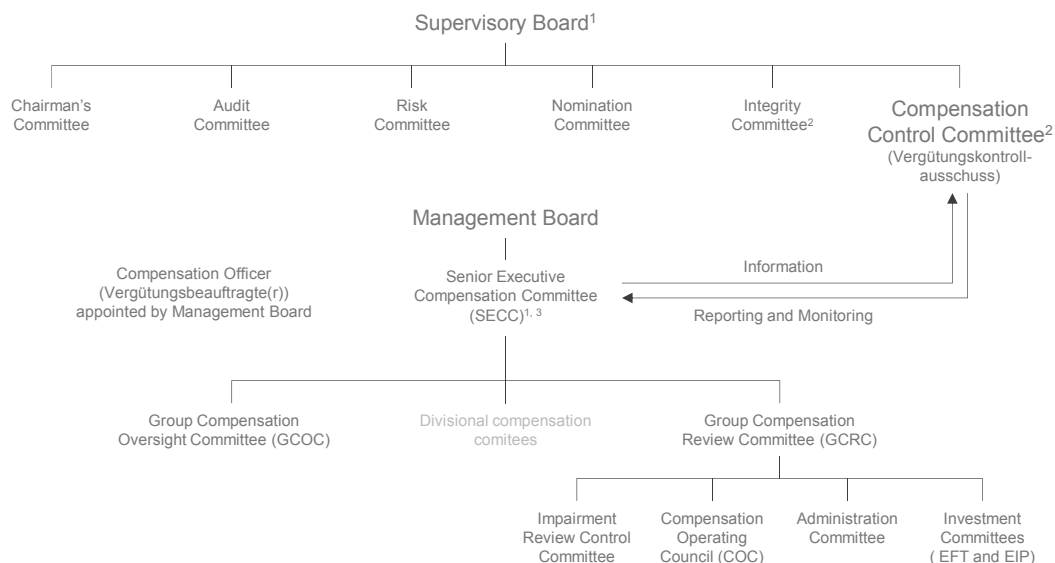 Supervisory Board¹
Chairman's
Committee
Audit
Committee
Risk
Committee
Nomination
Committee
Integrity
Committee²
Compensation
Control Committee²
(Vergütungskontroll-
ausschuss)
Management Board
Compensation Officer
(Vergütungsbeauftragte(r))
appointed by Management Board
Senior Executive
Compensation Committee
(SECC)¹˒ ³
Information
Reporting and Monitoring
Group Compensation
Oversight Committee (GCOC)
Divisional compensation
comitees
Group Compensation
Review Committee (GCRC)
Impairment
Review Control
Committee
Compensation
Operating
Council (COC)
Administration
Committee
Investment
Committees
( EFT and EIP)